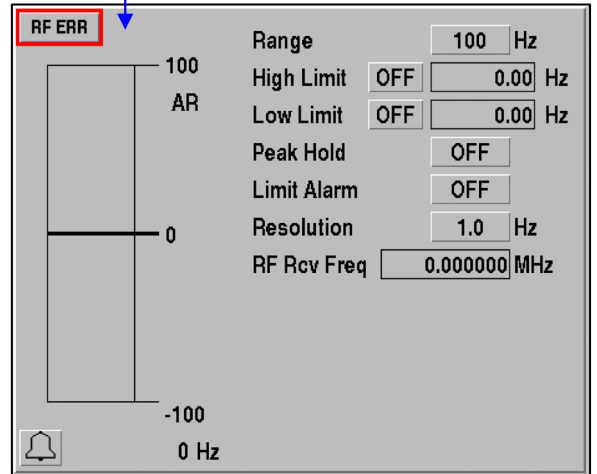 RF ERR
Range 100 Hz
100
High Limit OFF 0.00 Hz
AR
Low Limit OFF 0.00 Hz
Peak Hold OFF
Limit Alarm OFF
0
Resolution 1.0 Hz
RF Rcv Freq 0.000000 MHz
-100
0 Hz